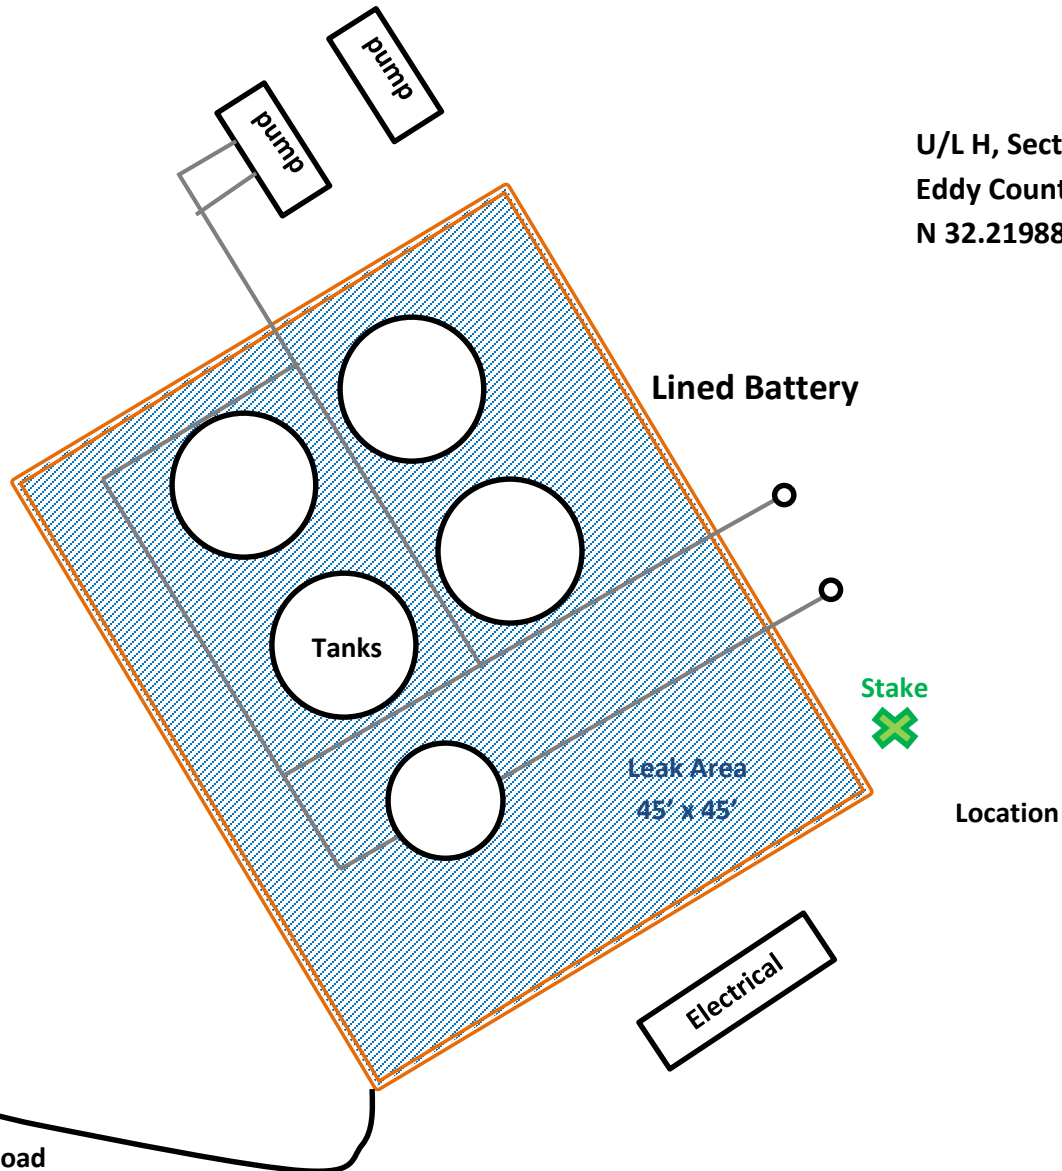 pump
pump
U/L H, Sect
Eddy Count
N 32.21988
Lined Battery
Tanks
Stake
Leak Area
45’ x 45’
Location
Electrical
oad